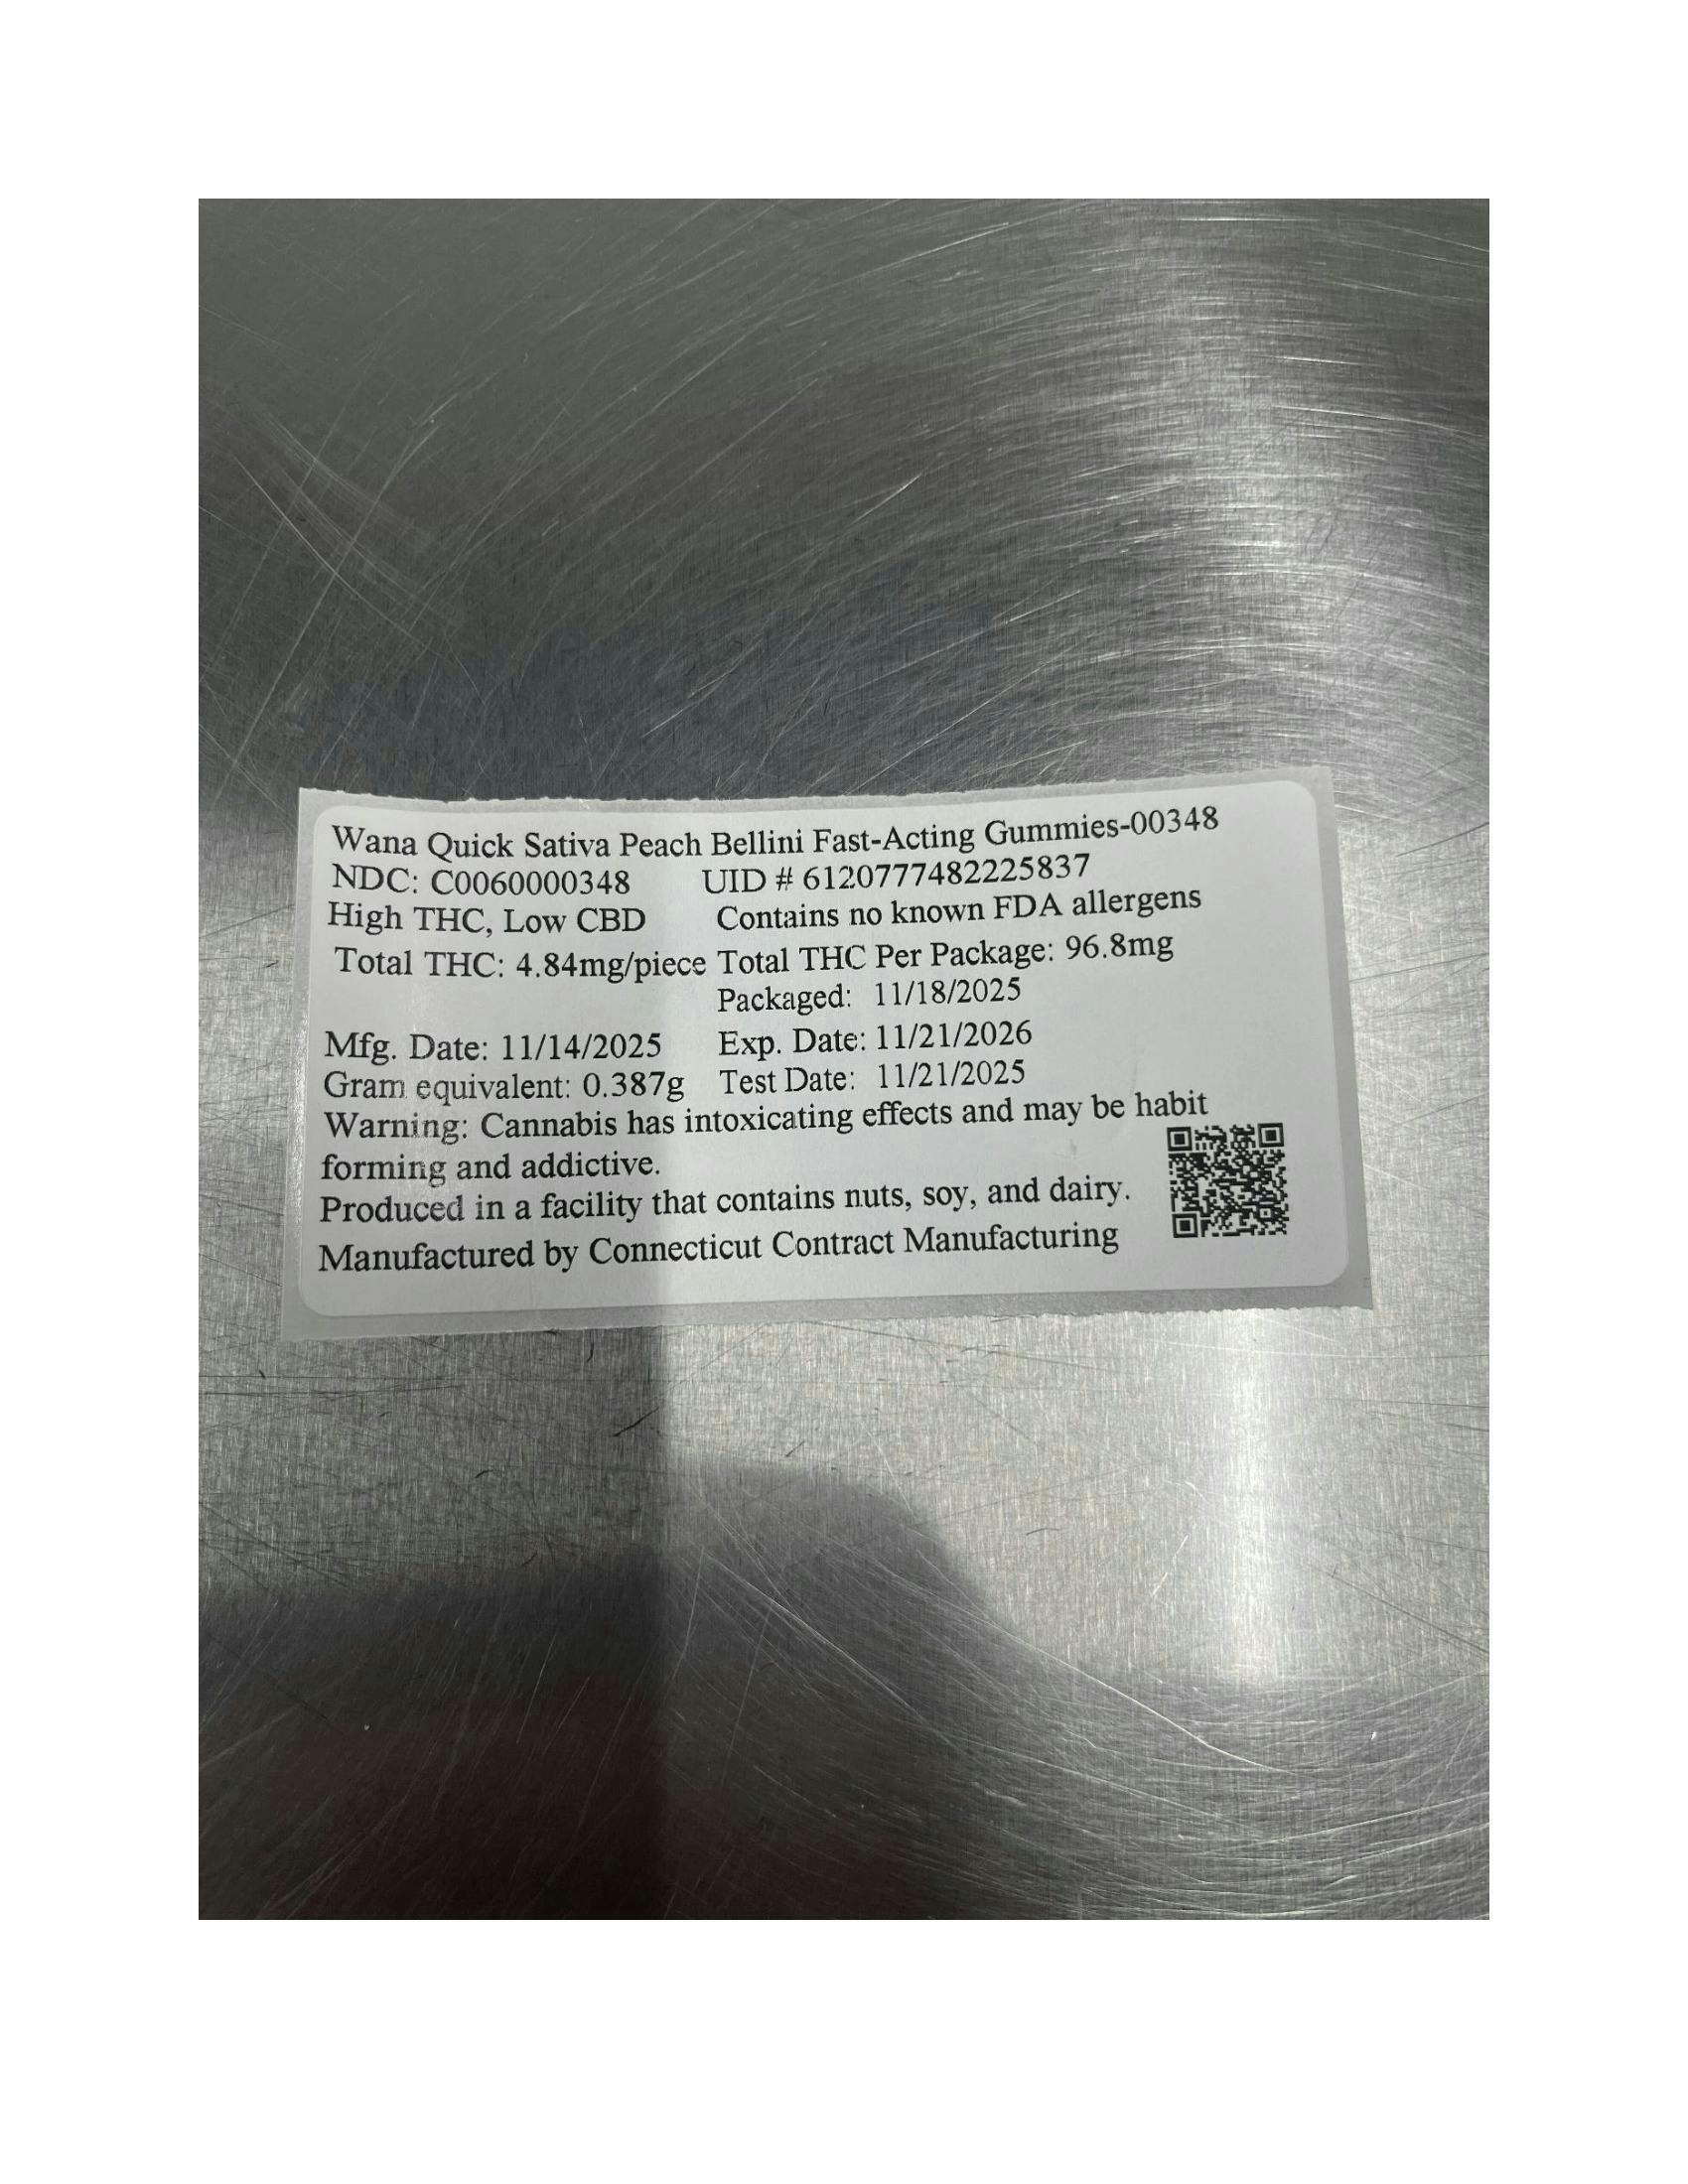 Wana Quick Sativa Peach Bellini Fast-Acting Gummies-00348
NDC: C0060000348 UID # 6120777482225837
High THC, Low CBD Contains no known FDA allergens
Total THC: 4.84mg/piece Total THC Per Package: 96.8mg
Packaged: 11/18/2025
Mfg. Date: 11/14/2025 Exp. Date: 11/21/2026
Gram equivalent: 0.387g Test Date: 11/21/2025
Warning: Cannabis has intoxicating effects and may be habit
forming and addictive.
Produced in a facility that contains nuts, soy, and dairy.
Manufactured by Connecticut Contract Manufacturing